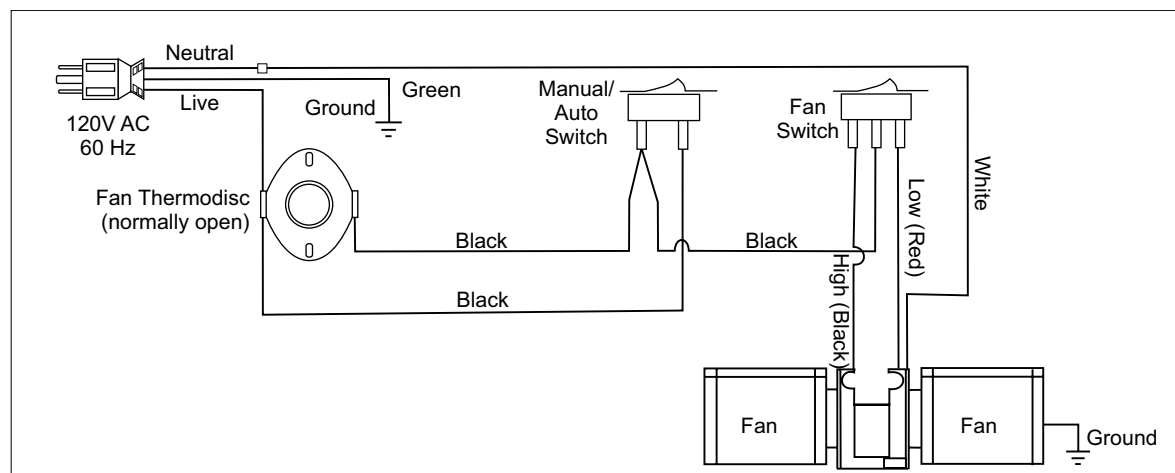 Neutral
Live
120V AC
60 Hz
Green
Ground
Manual/
Auto
Switch
Fan
Switch
White
Fan Thermodisc
(normally open)
Black
Black
Black
Low (Red)
High (Black)
Fan
Fan
Ground